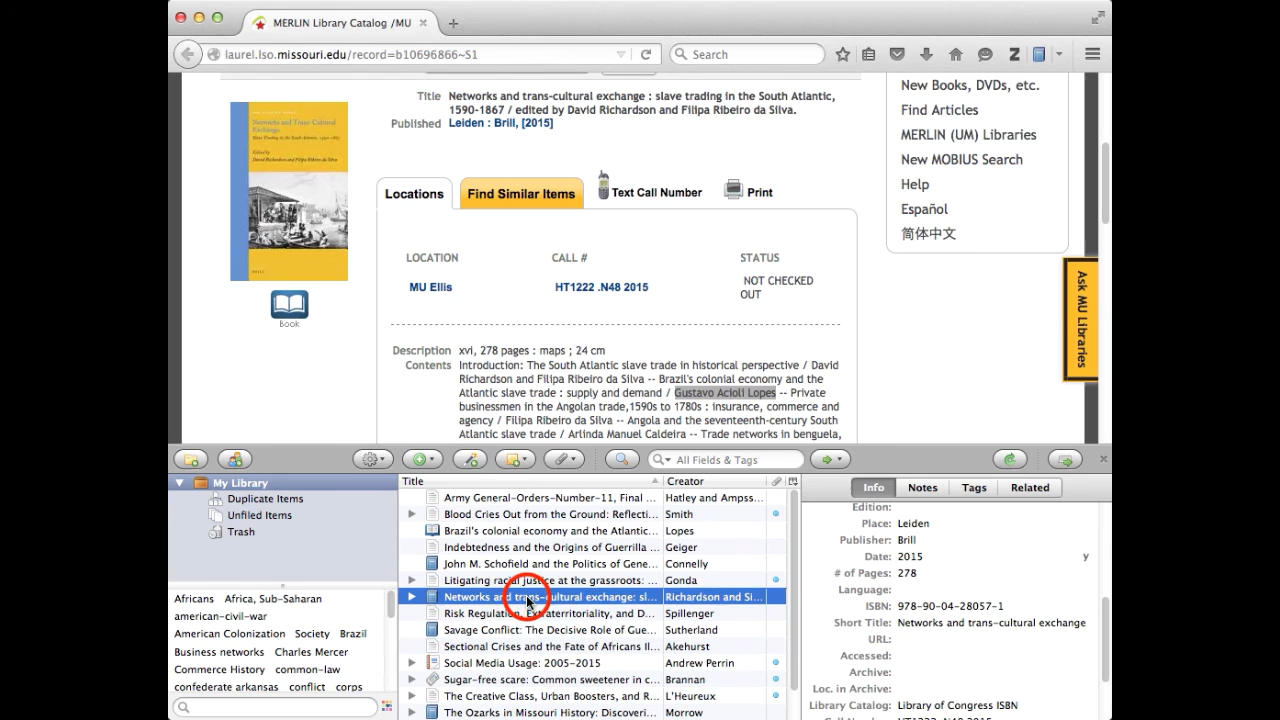 MERLIN Library Catalog /MU
laurel.lso.missouri.edu/record=b10696866~S1
Search
Z
Title Networks and trans-cultural exchange : slave trading in the South Atlantic,
1590-1867 / edited by David Richardson and Filipa Ribeiro da Silva.
Published Leiden : Brill, [2015]
Networks and Trans-Cultural
Exchange
Book
Locations
Find Similar Items
Text Call Number
Print
LOCATION CALL # STATUS
MU Ellis HT1222 .N48 2015 NOT CHECKED
OUT
Description xvi, 278 pages : maps ; 24 cm
Contents Introduction: The South Atlantic slave trade in historical perspective / David
Richardson and Filipa Ribeiro da Silva -- Brazil's colonial economy and the
Atlantic slave trade : supply and demand / Gustavo Acioli Lopes -- Private
businessmen in the Angolan trade,1590s to 1780s : insurance, commerce and
agency / Filipa Ribeiro da Silva -- Angola and the seventeenth-century South
Atlantic slave trade / Arlinda Manuel Caldeira -- Trade networks in benguela,
New Books, DVDs, etc.
Find Articles
MERLIN (UM) Libraries
New MOBIUS Search
Help
Español
简体中文
Ask MU Libraries
All Fields & Tags
My Library
Duplicate Items
Unfiled Items
Trash
Africans Africa, Sub-Saharan
american-civil-war
American Colonization Society Brazil
Business networks Charles Mercer
Commerce History common-law
confederate arkansas conflict corps
Title Creator
Army General-Orders-Number-11, Final ... Hatley and Ampss...
Blood Cries Out from the Ground: Reflecti... Smith
Brazil's colonial economy and the Atlantic... Lopes
Indebtedness and the Origins of Guerrilla ... Geiger
John M. Schofield and the Politics of Gene... Connelly
Litigating racial justice at the grassroots: ... Gonda
Networks and trans-cultural exchange: sl... Richardson and Si...
Risk Regulation, Extraterritoriality, and D... Spillenger
Savage Conflict: The Decisive Role of Gue... Sutherland
Sectional Crises and the Fate of Africans Il... Akehurst
Social Media Usage: 2005-2015 Andrew Perrin
Sugar-free scare: Common sweetener in c... Brannan
The Creative Class, Urban Boosters, and R... L'Heureux
The Ozarks in Missouri History: Discoveri... Morrow
Info Notes Tags Related
Edition:
Place: Leiden
Publisher: Brill
Date: 2015 y
# of Pages: 278
Language:
ISBN: 978-90-04-28057-1
Short Title: Networks and trans-cultural exchange
URL:
Accessed:
Archive:
Loc. in Archive:
Library Catalog: Library of Congress ISBN